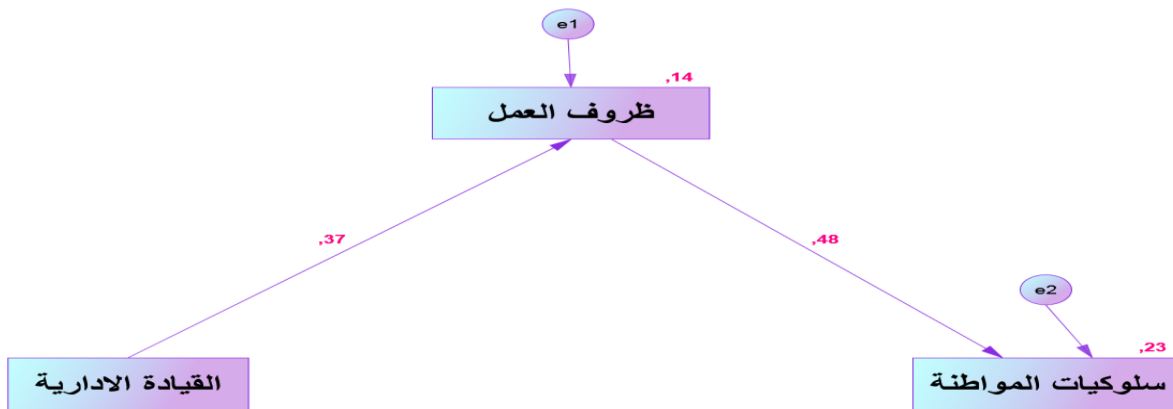 e1
,14
ظروف العمل
,37
,48
e2
,23
القيادة الادارية
سلوكيات المواطنة